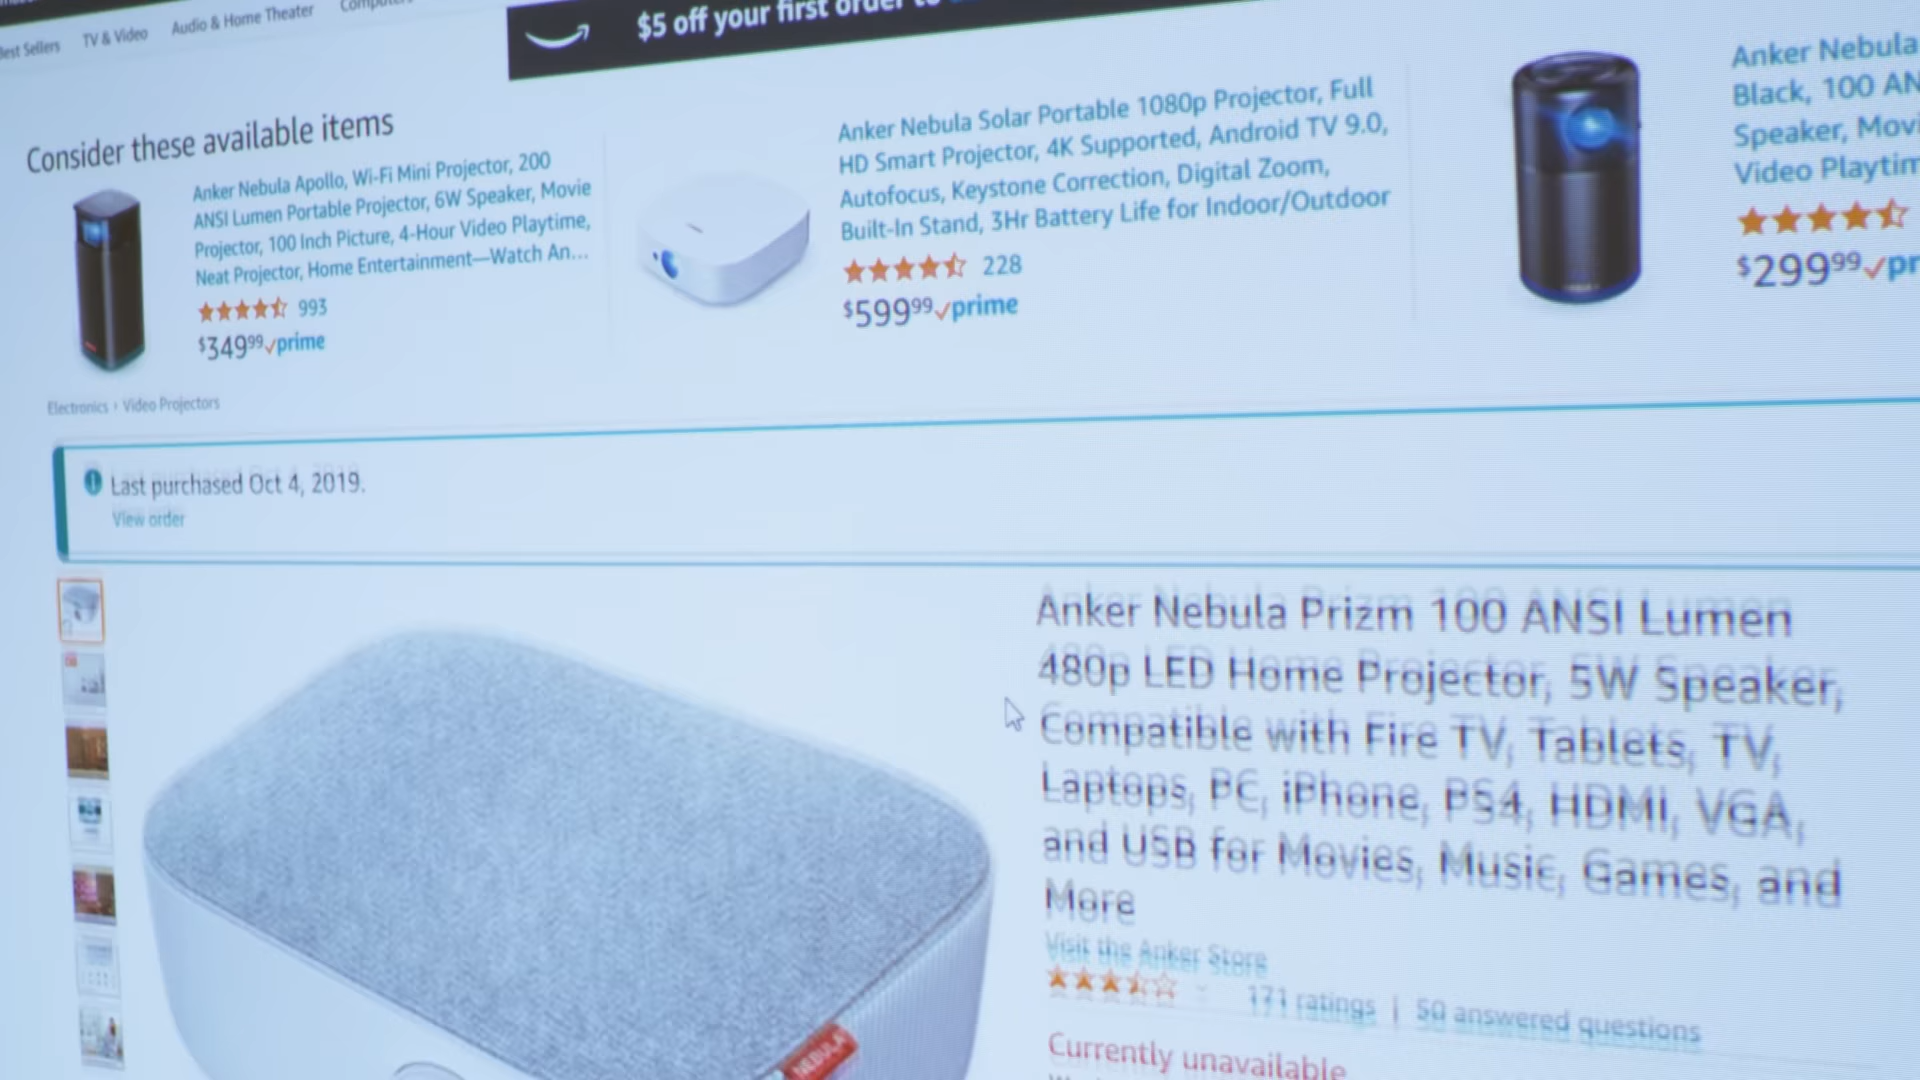 Best Sellers TV & Video Audio & Home Theater Computers
$5 off your first order
Consider these available items
Anker Nebula Apollo, Wi-Fi Mini Projector, 200
ANSI Lumen Portable Projector, 6W Speaker, Movie
Projector, 100 Inch Picture, 4-Hour Video Playtime,
Neat Projector, Home Entertainment—Watch An...
993
$349.99 prime
Anker Nebula Solar Portable 1080p Projector, Full
HD Smart Projector, 4K Supported, Android TV 9.0,
Autofocus, Keystone Correction, Digital Zoom,
Built-In Stand, 3Hr Battery Life for Indoor/Outdoor
228
$599.99 prime
Anker Nebula
Black, 100 AN
Speaker, Movi
Video Playtim
$299.99 pr
Electronics › Video Projectors
Last purchased Oct 4, 2019.
View order
Anker Nebula Prizm 100 ANSI Lumen
480p LED Home Projector, 5W Speaker,
Compatible with Fire TV, Tablets, TV,
Laptops, PC, iPhone, PS4, HDMI, VGA,
and USB for Movies, Music, Games, and
More
Visit the Anker Store
171 ratings | 50 answered questions
Currently unavailable
NEBULA